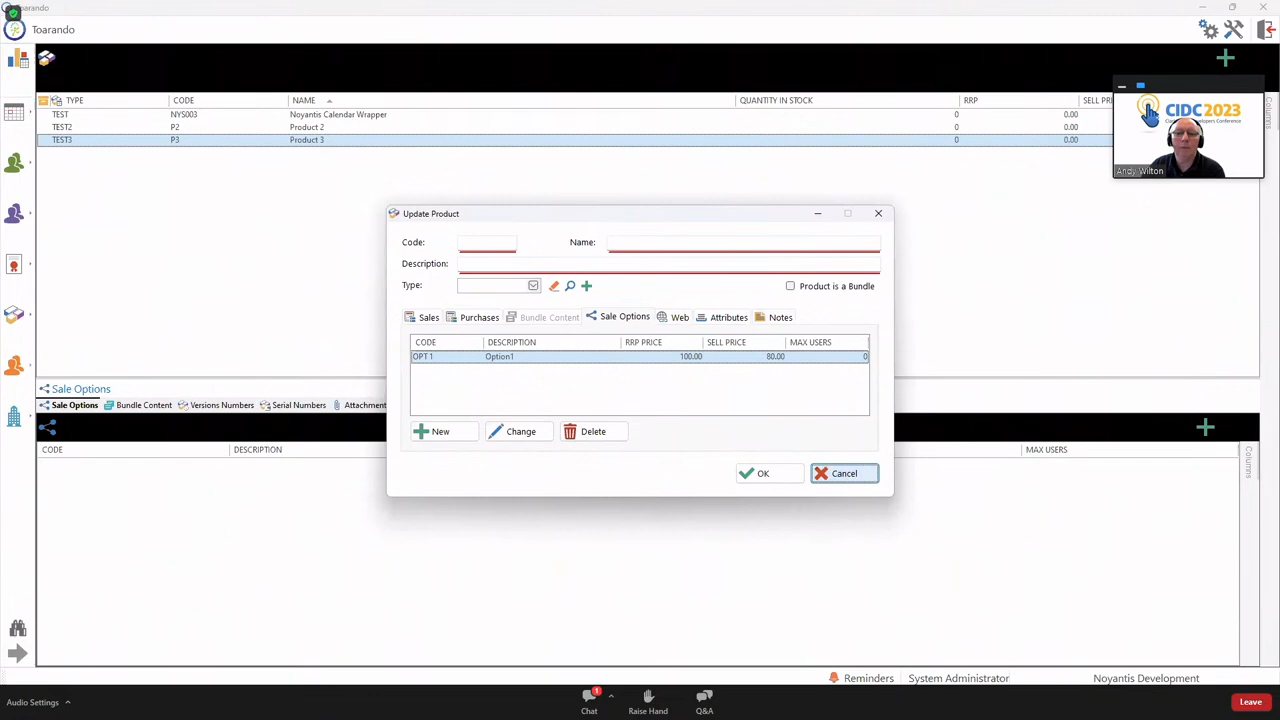 Toarando
Toarando
TYPE CODE NAME QUANTITY IN STOCK RRP SELL
TEST NYS003 Noyantis Calendar Wrapper 0 0.00
TEST2 P2 Product 2 0 0.00
TEST3 P3 Product 3 0 0.00
Columns
CIDC2023
Andy Wilton
Update Product
Code: Name:
Description:
Type: Product is a Bundle
Sales Purchases Bundle Content Sale Options Web Attributes Notes
CODE DESCRIPTION RRP PRICE SELL PRICE MAX USERS
OPT1 Option1 100.00 80.00 0
New Change Delete
OK Cancel
Sale Options
Sale Options Bundle Content Versions Numbers Serial Numbers Attachment
CODE DESCRIPTION MAX USERS
Columns
Reminders System Administrator Noyantis Development
Audio Settings Chat 1 Raise Hand Q&A Leave